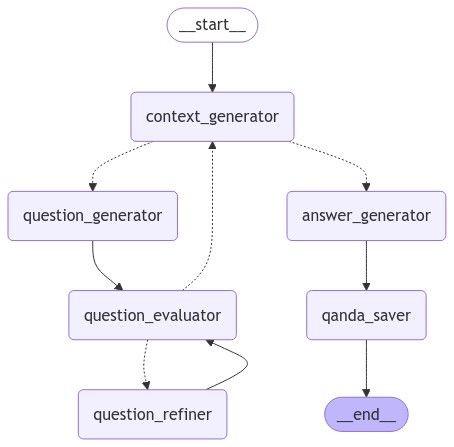 __start__
context_generator
question_generator
answer_generator
question_evaluator
qanda_saver
question_refiner
__end__